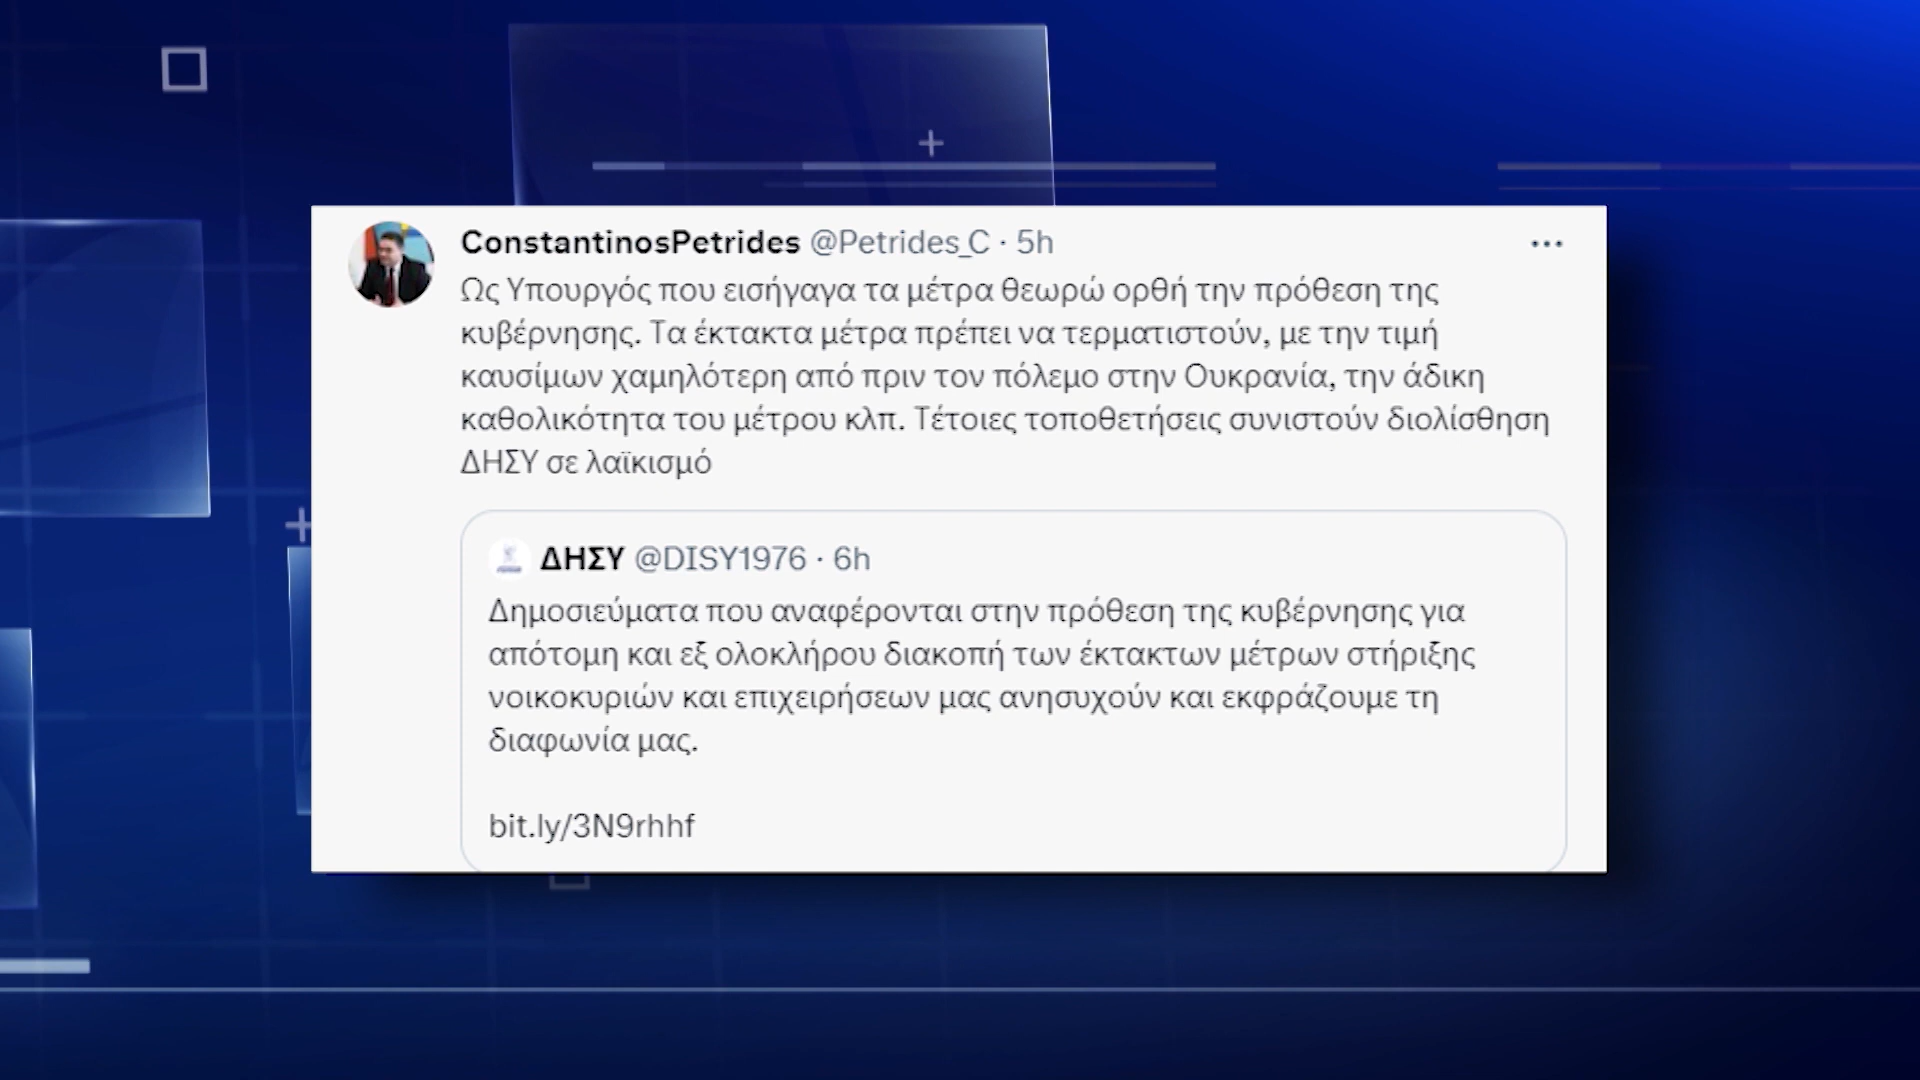 ConstantinosPetrides @Petrides_C · 5h
Ως Υπουργός που εισήγαγα τα μέτρα θεωρώ ορθή την πρόθεση της
κυβέρνησης. Τα έκτακτα μέτρα πρέπει να τερματιστούν, με την τιμή
καυσίμων χαμηλότερη από πριν τον πόλεμο στην Ουκρανία, την άδικη
καθολικότητα του μέτρου κλπ. Τέτοιες τοποθετήσεις συνιστούν διολίσθηση
ΔΗΣΥ σε λαϊκισμό
ΔΗΣΥ @DISY1976 · 6h
Δημοσιεύματα που αναφέρονται στην πρόθεση της κυβέρνησης για
απότομη και εξ ολοκλήρου διακοπή των έκτακτων μέτρων στήριξης
νοικοκυριών και επιχειρήσεων μας ανησυχούν και εκφράζουμε τη
διαφωνία μας.
bit.ly/3N9rhhf